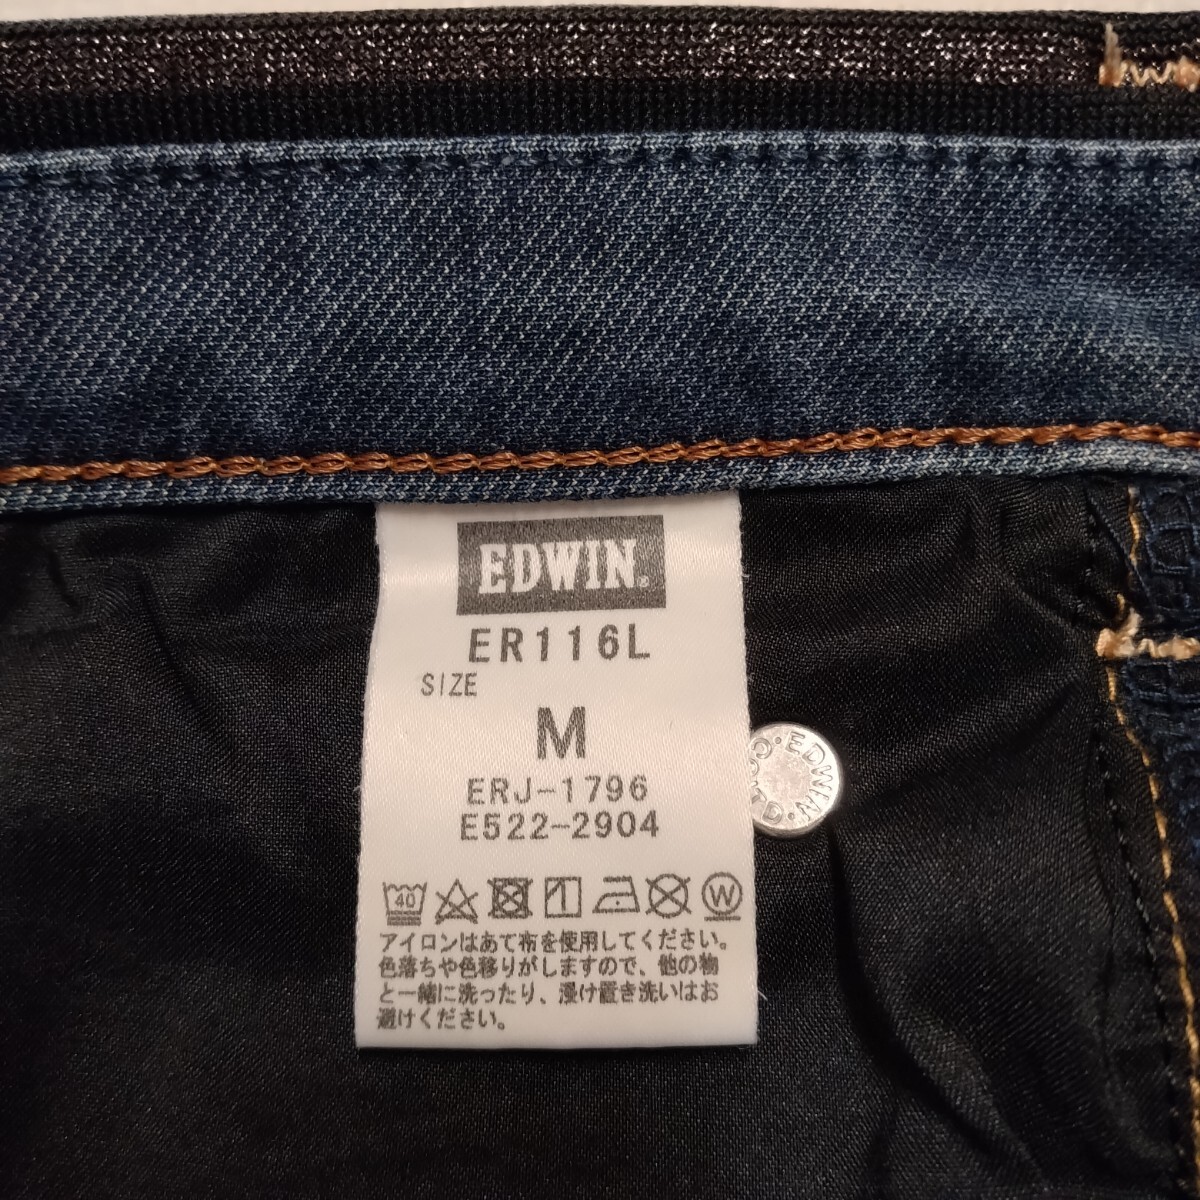 EDWIN®
ER116L
SIZE
M
ERJ-1796
E522-2904
40
W
アイロンはあて布を使用してください。
色落ちや色移りがしますので、他の物
と一緒に洗ったり、浸け置き洗いはお
避けください。
EDWIN